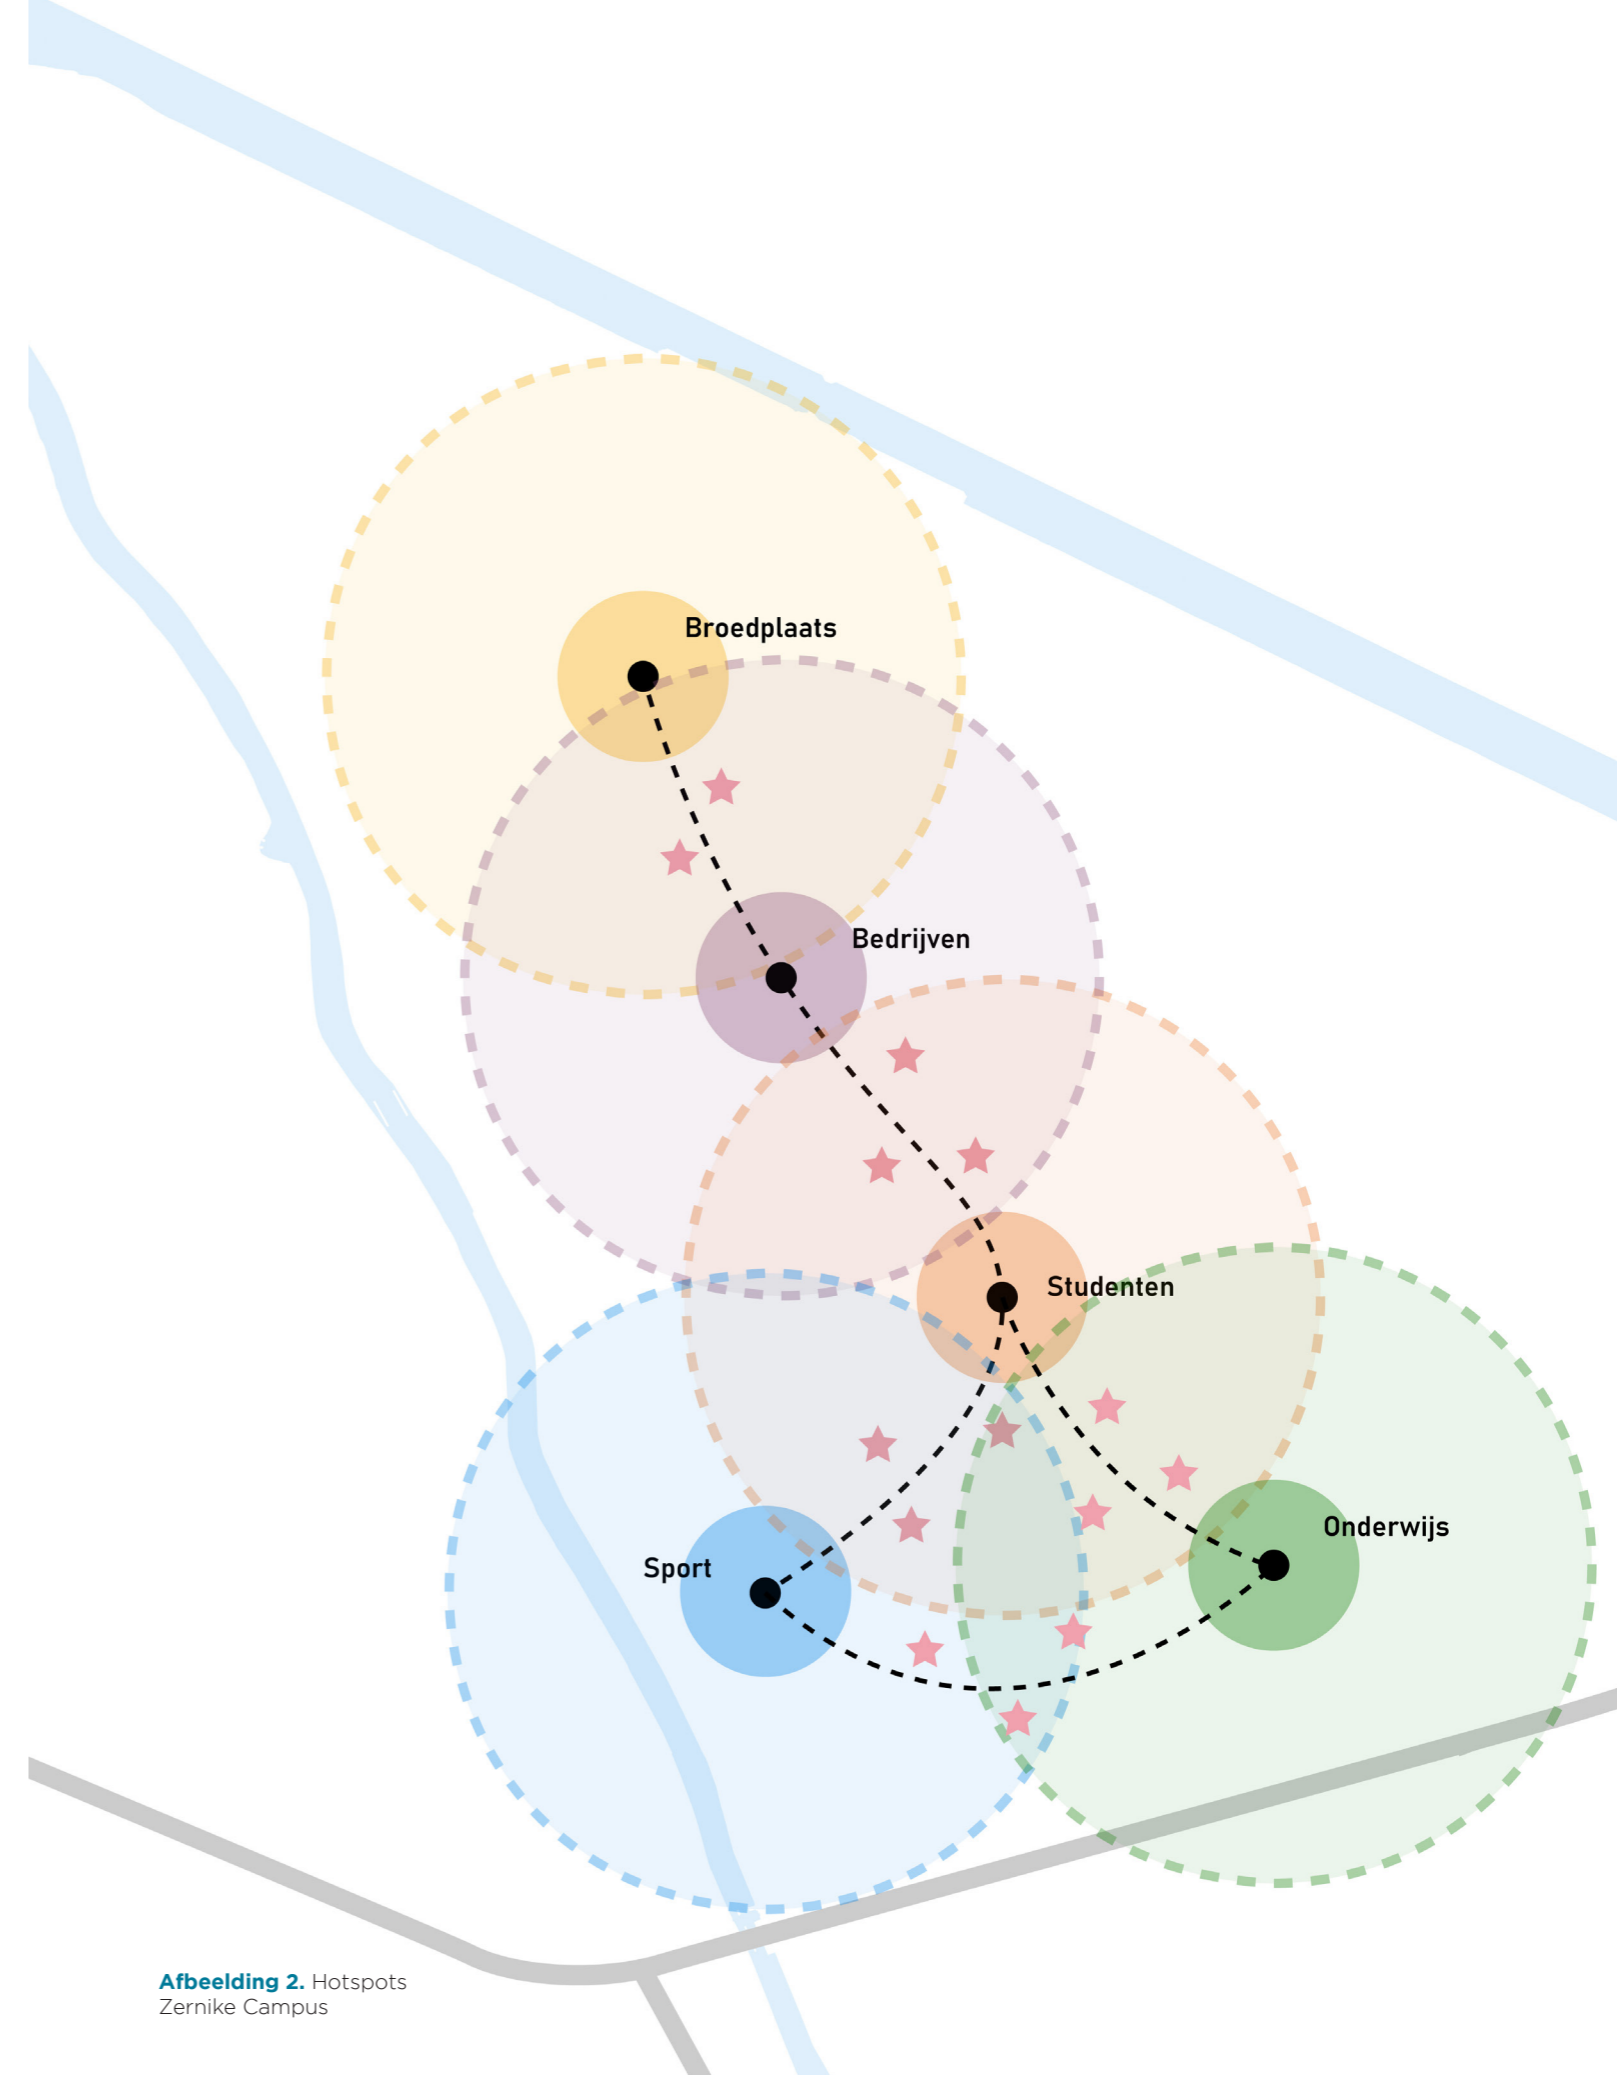 Broedplaats
Bedrijven
Studenten
Onderwijs
Sport
Afbeelding 2. Hotspots
Zernike Campus